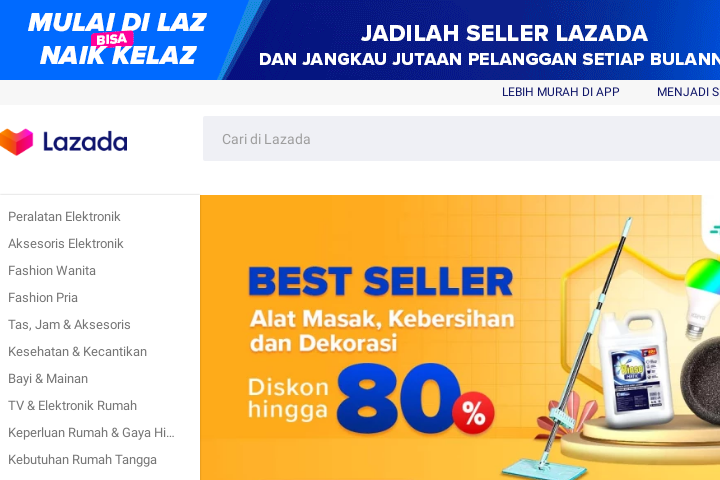 MULAI DI LAZ
BISA
NAIK KELAZ
JADILAH SELLER LAZADA
DAN JANGKAU JUTAAN PELANGGAN SETIAP BULANN
LEBIH MURAH DI APP
MENJADI S
Lazada
Cari di Lazada
Peralatan Elektronik
Aksesoris Elektronik
Fashion Wanita
Fashion Pria
Tas, Jam & Aksesoris
Kesehatan & Kecantikan
Bayi & Mainan
TV & Elektronik Rumah
Keperluan Rumah & Gaya Hi...
Kebutuhan Rumah Tangga
BEST SELLER
Alat Masak, Kebersihan
dan Dekorasi
Diskon
hingga
80%